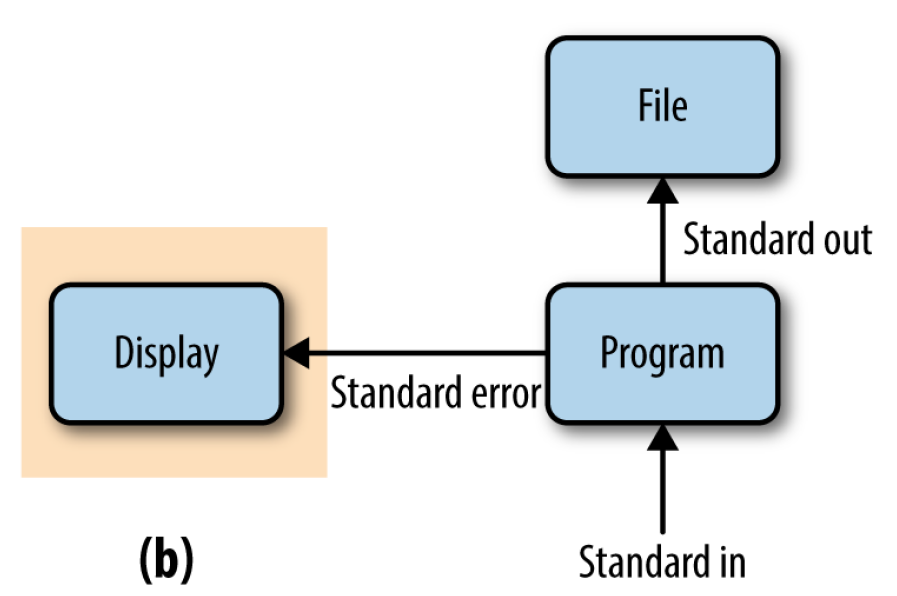 File
Standard out
Display
Program
Standard error
(b)
Standard in